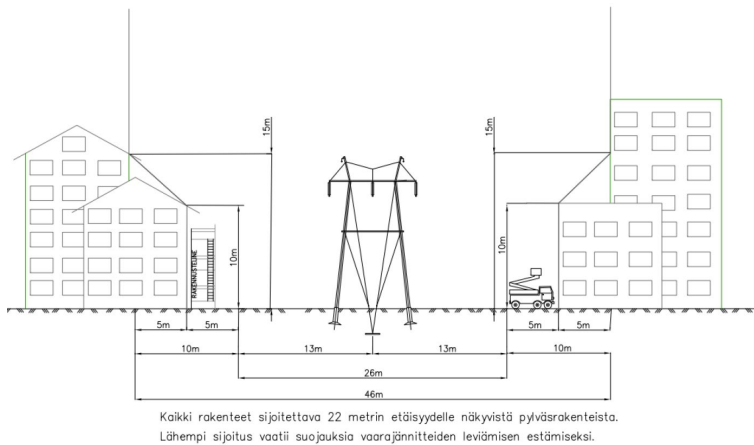 15m
15m
10m
RAKENNUSTELINE
10m
5m
5m
5m
5m
10m
13m
13m
10m
26m
46m
Kaikki rakenteet sijoitettava 22 metrin etäisyydelle näkyvistä pylväsrakenteista.
Lähempi sijoitus vaatii suojauksia vaarajännitteiden leviämisen estämiseksi.